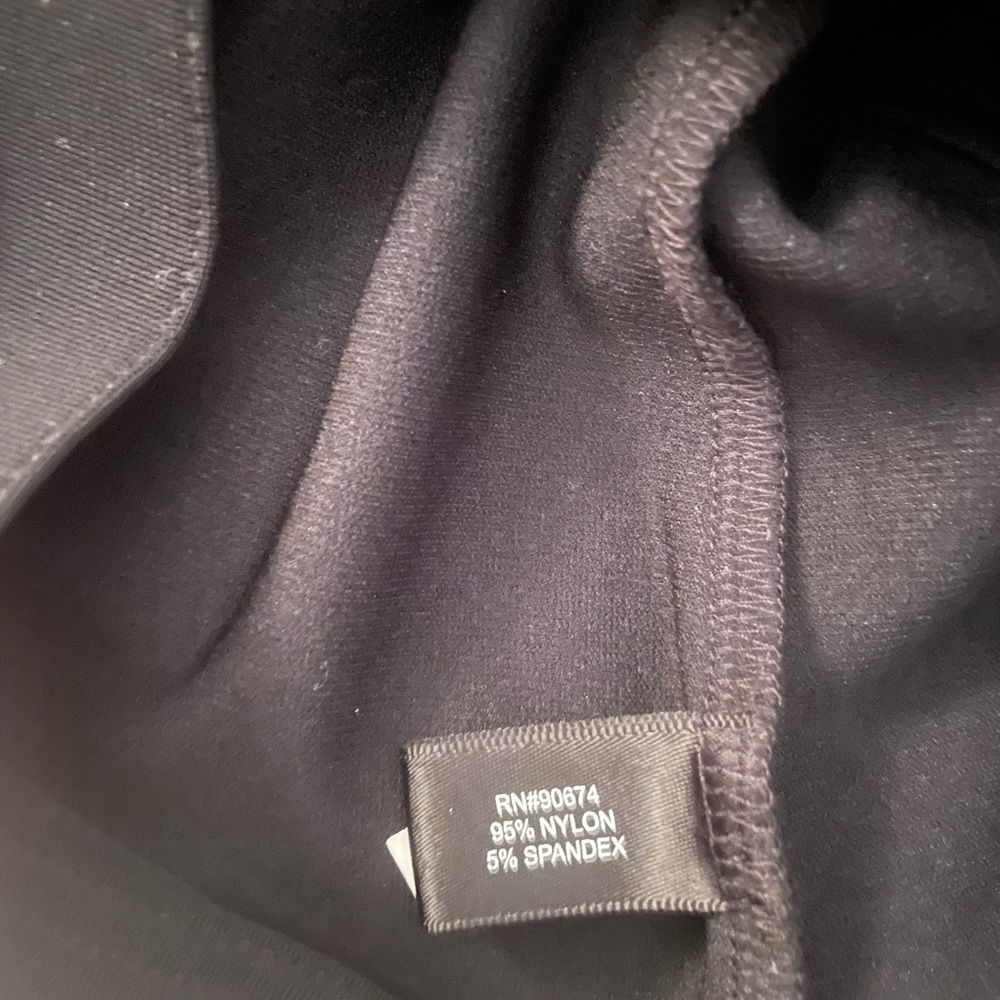 RN#90674
95% NYLON
5% SPANDEX